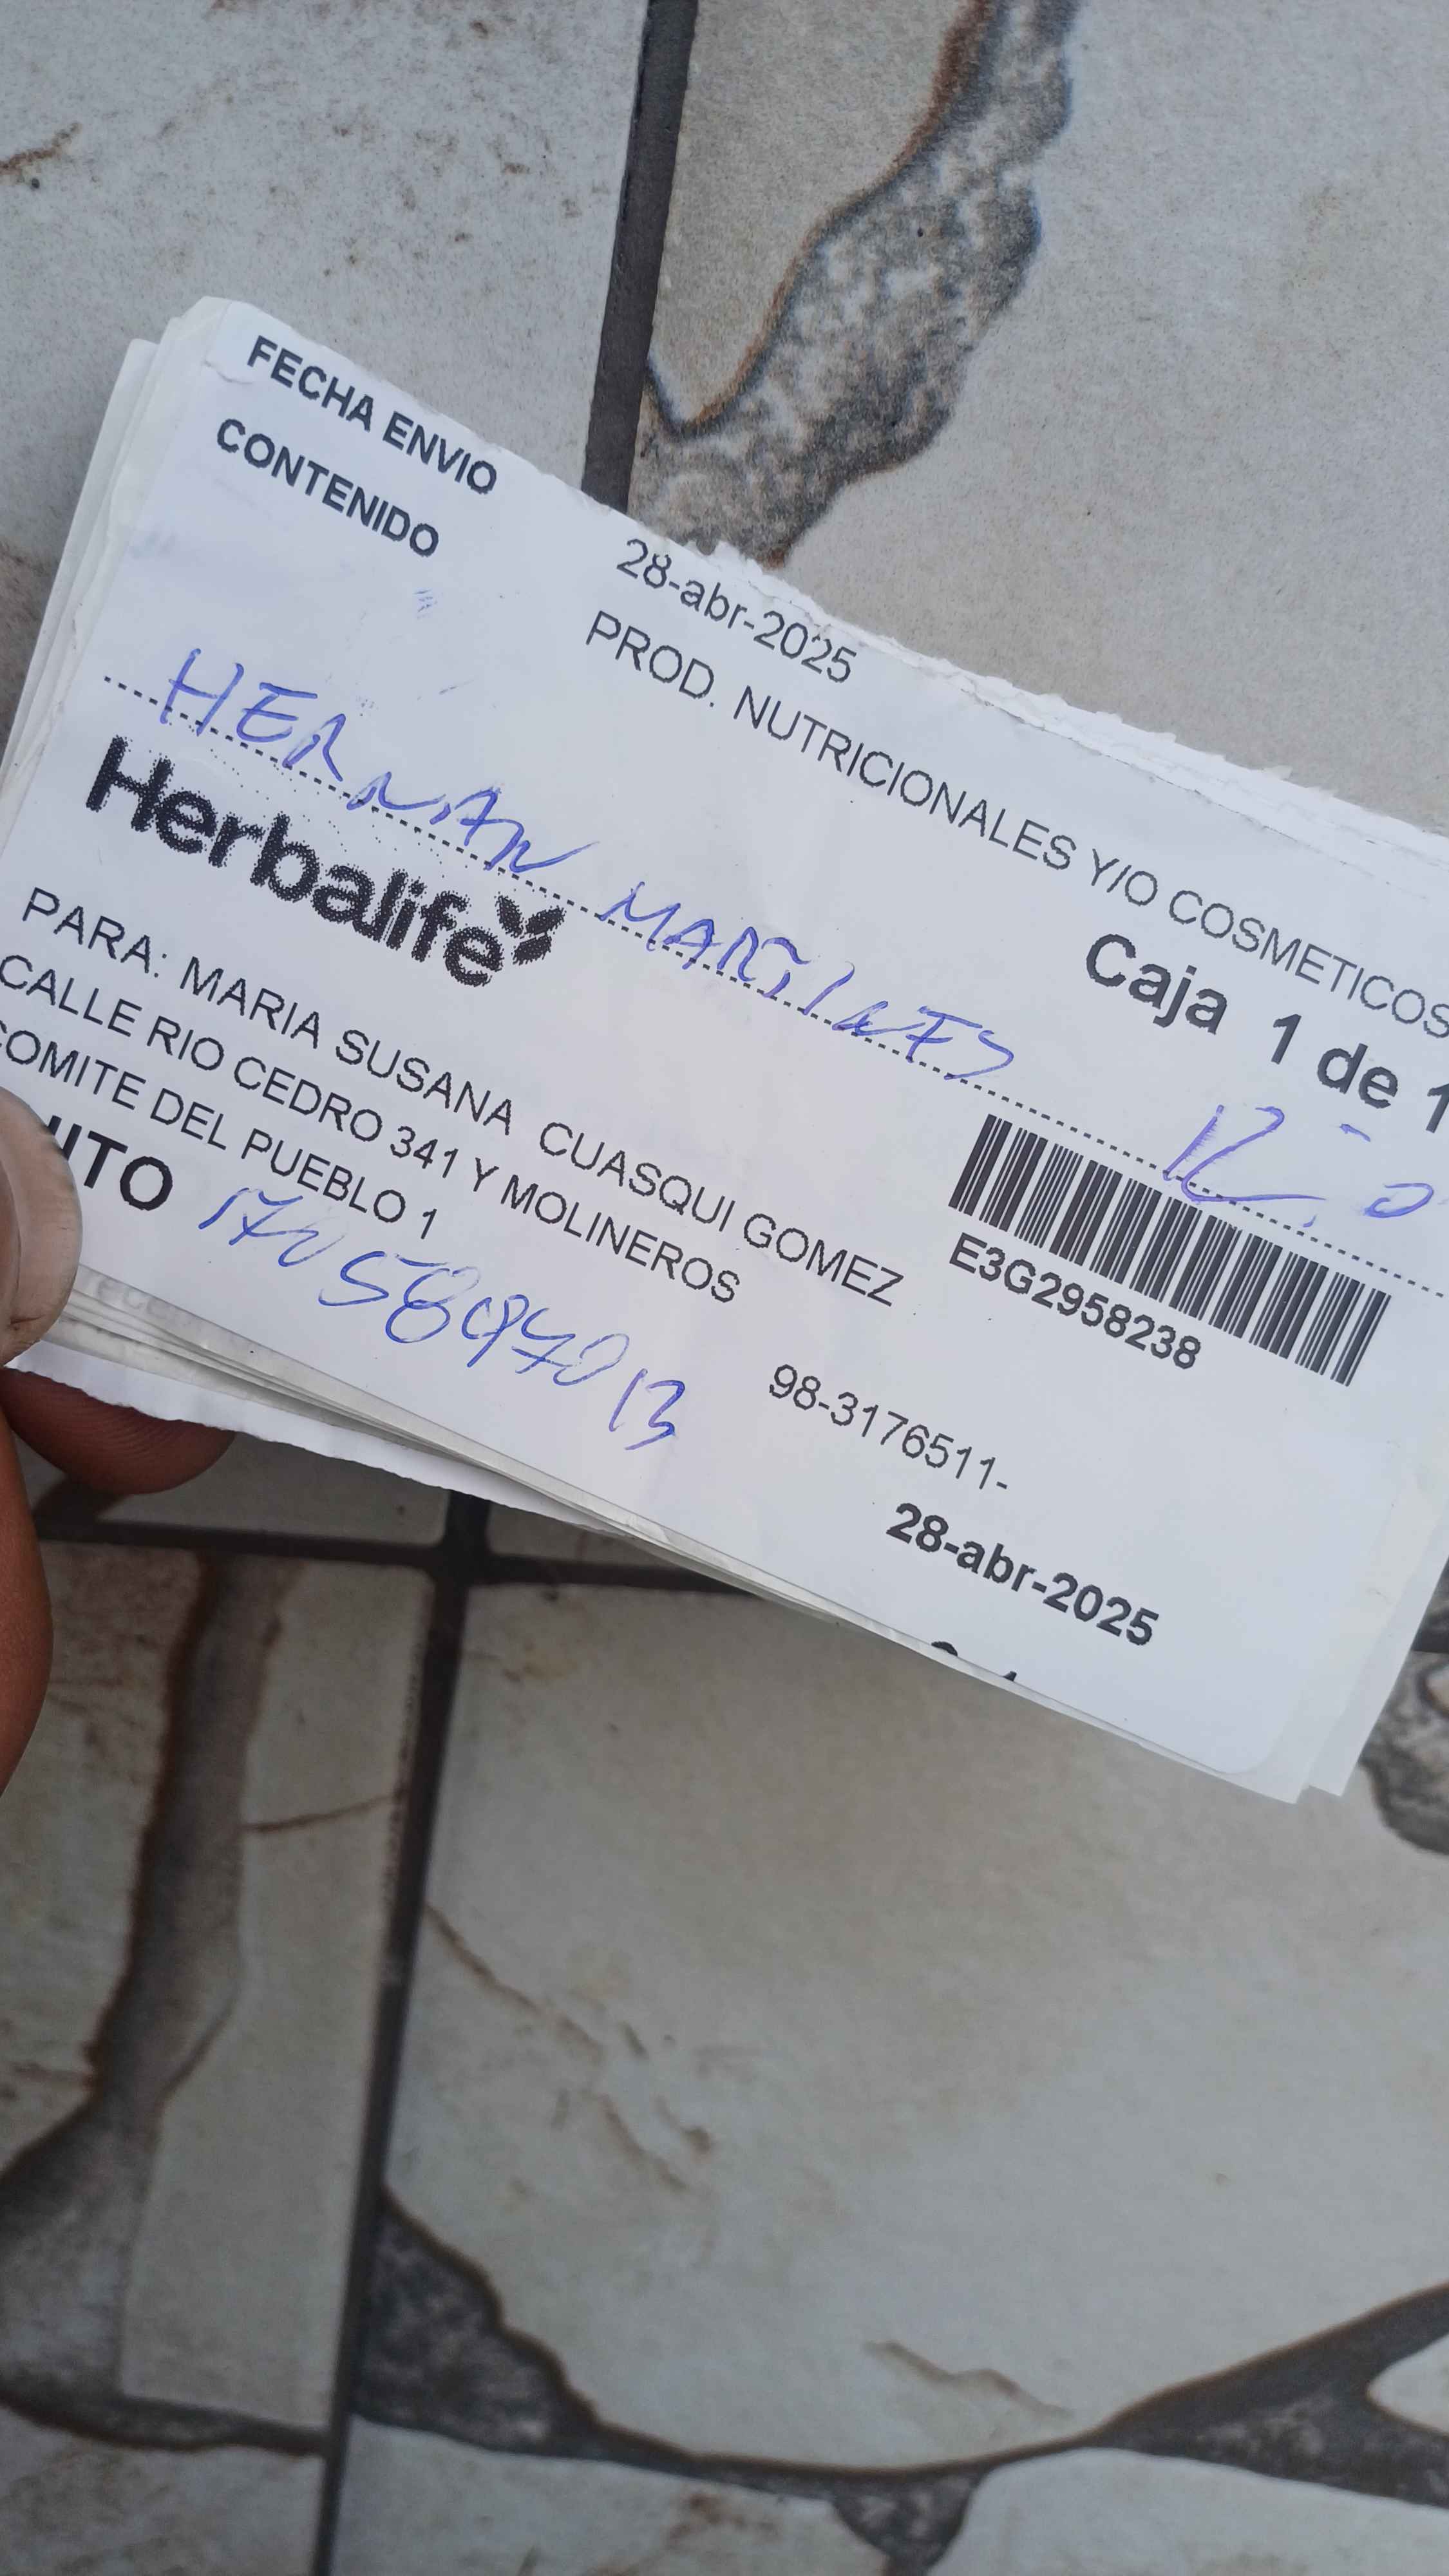 FECHA ENVIO 28-abr-2025
CONTENIDO PROD. NUTRICIONALES Y/O COSMETICOS
Caja 1 de 1
HERNAN MARTINES
Herbalife
PARA: MARIA SUSANA CUASQUI GOMEZ
CALLE RIO CEDRO 341 Y MOLINEROS
COMITE DEL PUEBLO 1
E3G2958238
98-3176511-
28-abr-2025